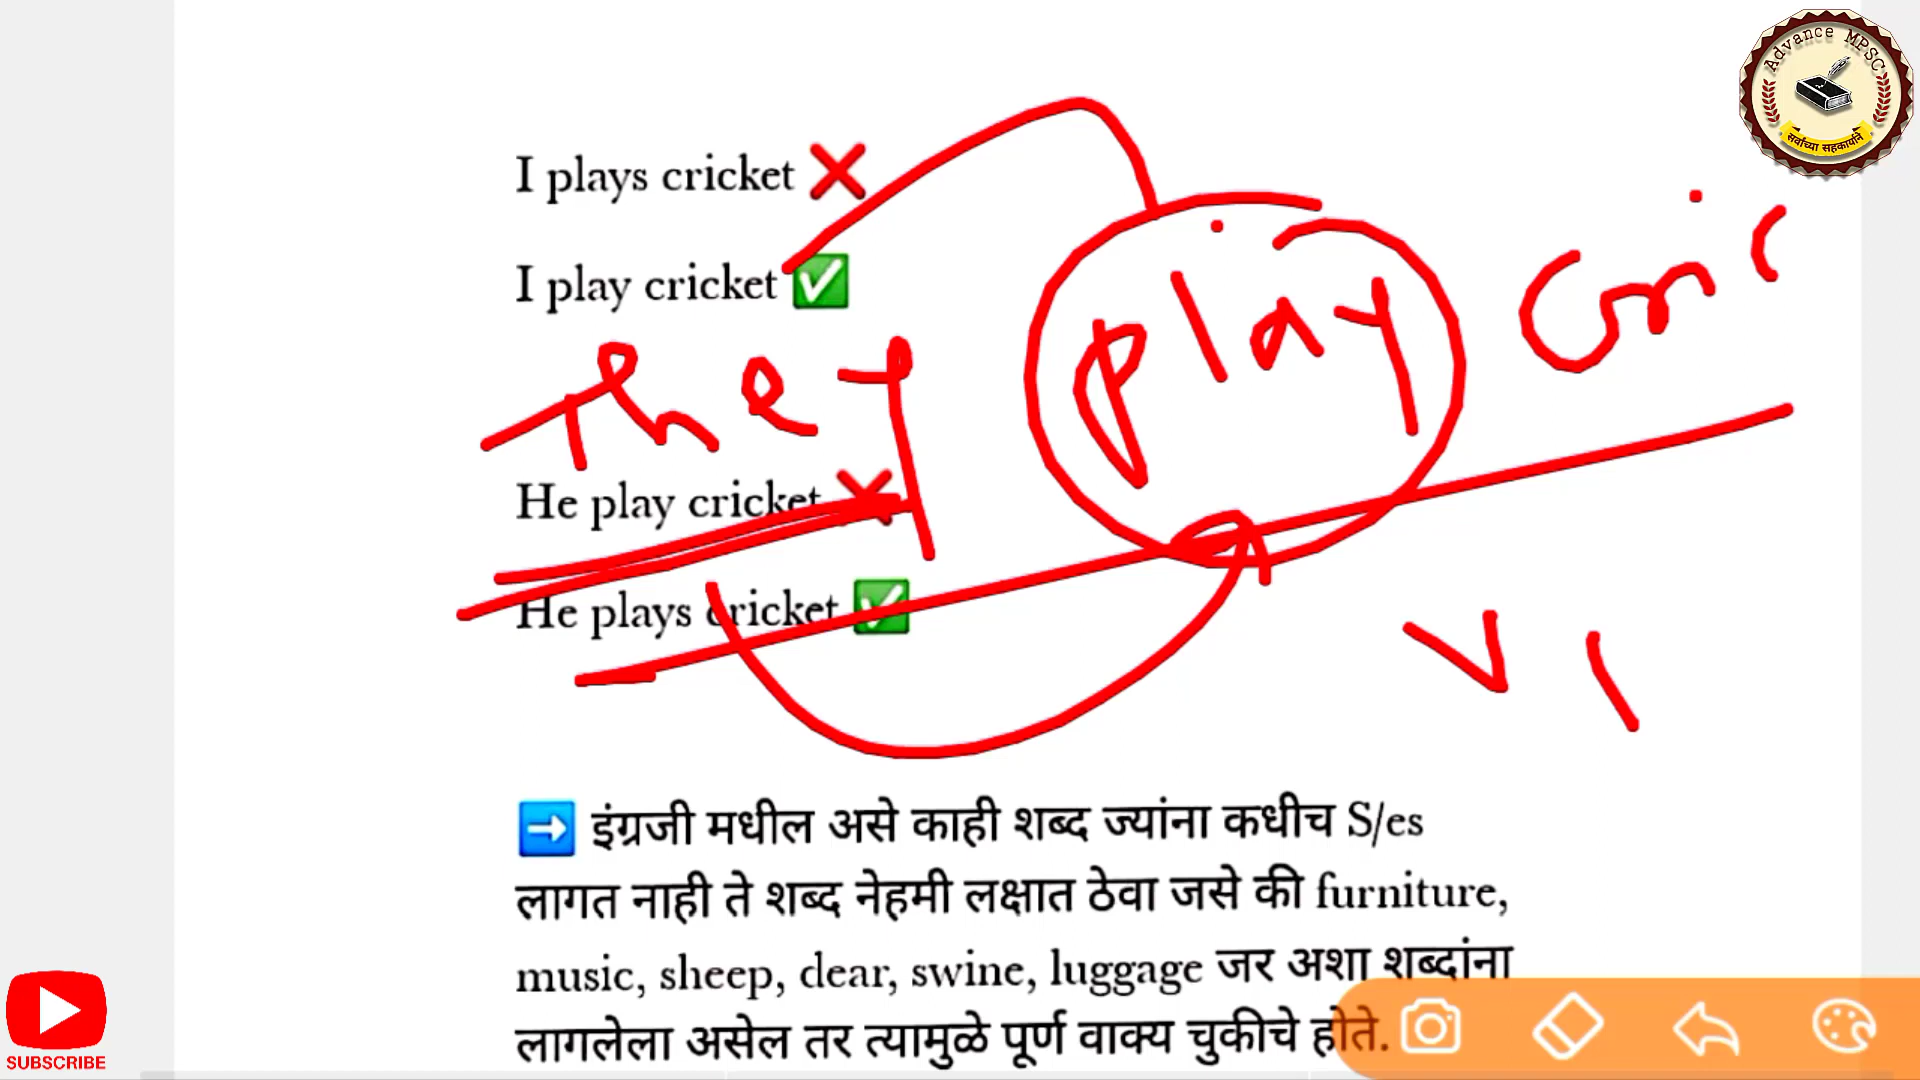 Advance MPSC
सर्वांच्या सहकार्याने
I plays cricket ❌
I play cricket ✅
They play Cric
He play cricket ❌
He plays cricket ✅
V1
➡️ इंग्रजी मधील असे काही शब्द ज्यांना कधीच S/es
लागत नाही ते शब्द नेहमी लक्षात ठेवा जसे की furniture,
music, sheep, dear, swine, luggage जर अशा शब्दांना
लागलेला असेल तर त्यामुळे पूर्ण वाक्य चुकीचे होते.
SUBSCRIBE